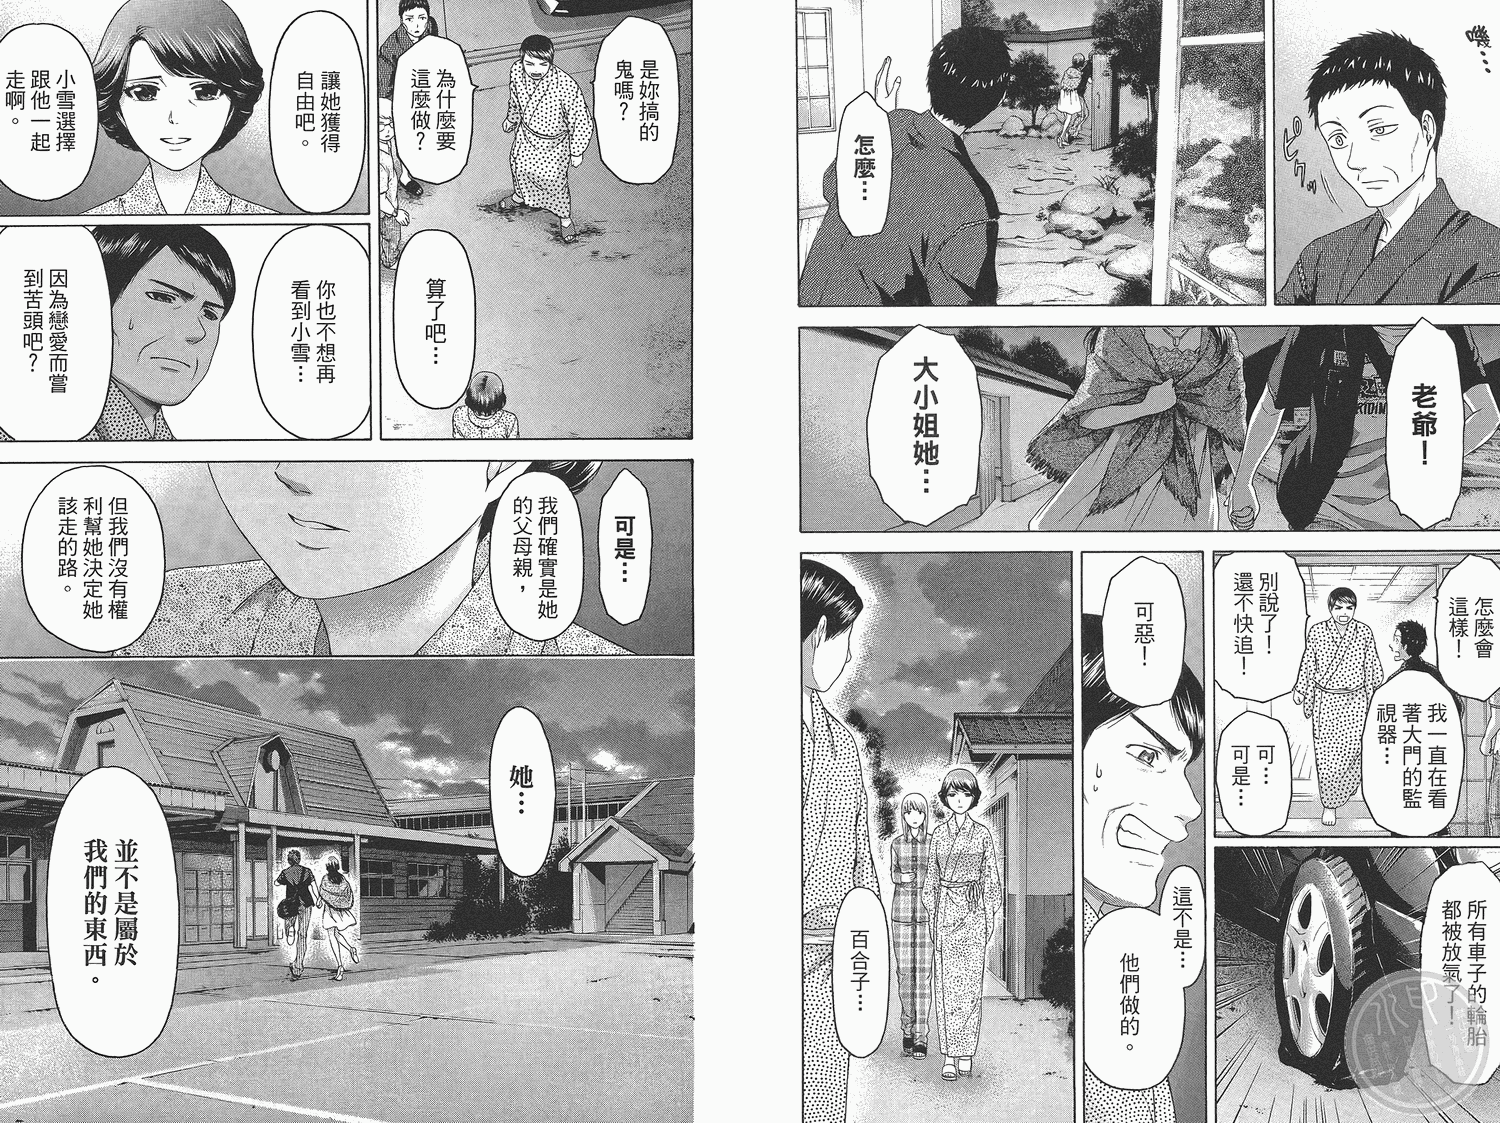 嘰…
ピクッ
怎麼…
老爺！
大小姐她…
怎麼會
這樣！
我一直在看
著大門的監
視器…
別說了！
還不快追！
可…
可是…
所有車子的輪胎
都被放氣了！
可惡！
這不是…
他們做的。
百合子…
是妳搞的
鬼嗎？
為什麼要
這麼做？
算了吧…
讓她獲得
自由吧。
小雪選擇
跟他一起
走啊。
你也不想再
看到小雪…
因為戀愛而嘗
到苦頭吧？
可是…
我們確實是她
的父母親，
但我們沒有權
利幫她決定她
該走的路。
她…
並不是屬於
我們的東西。